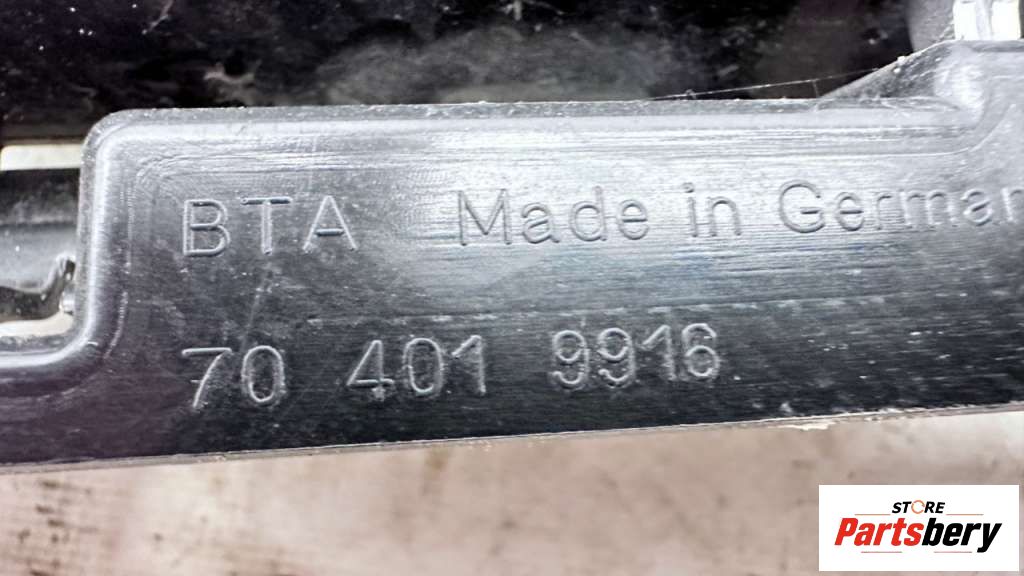 BTA Made in German
70 401 9916
STORE
Partsbery